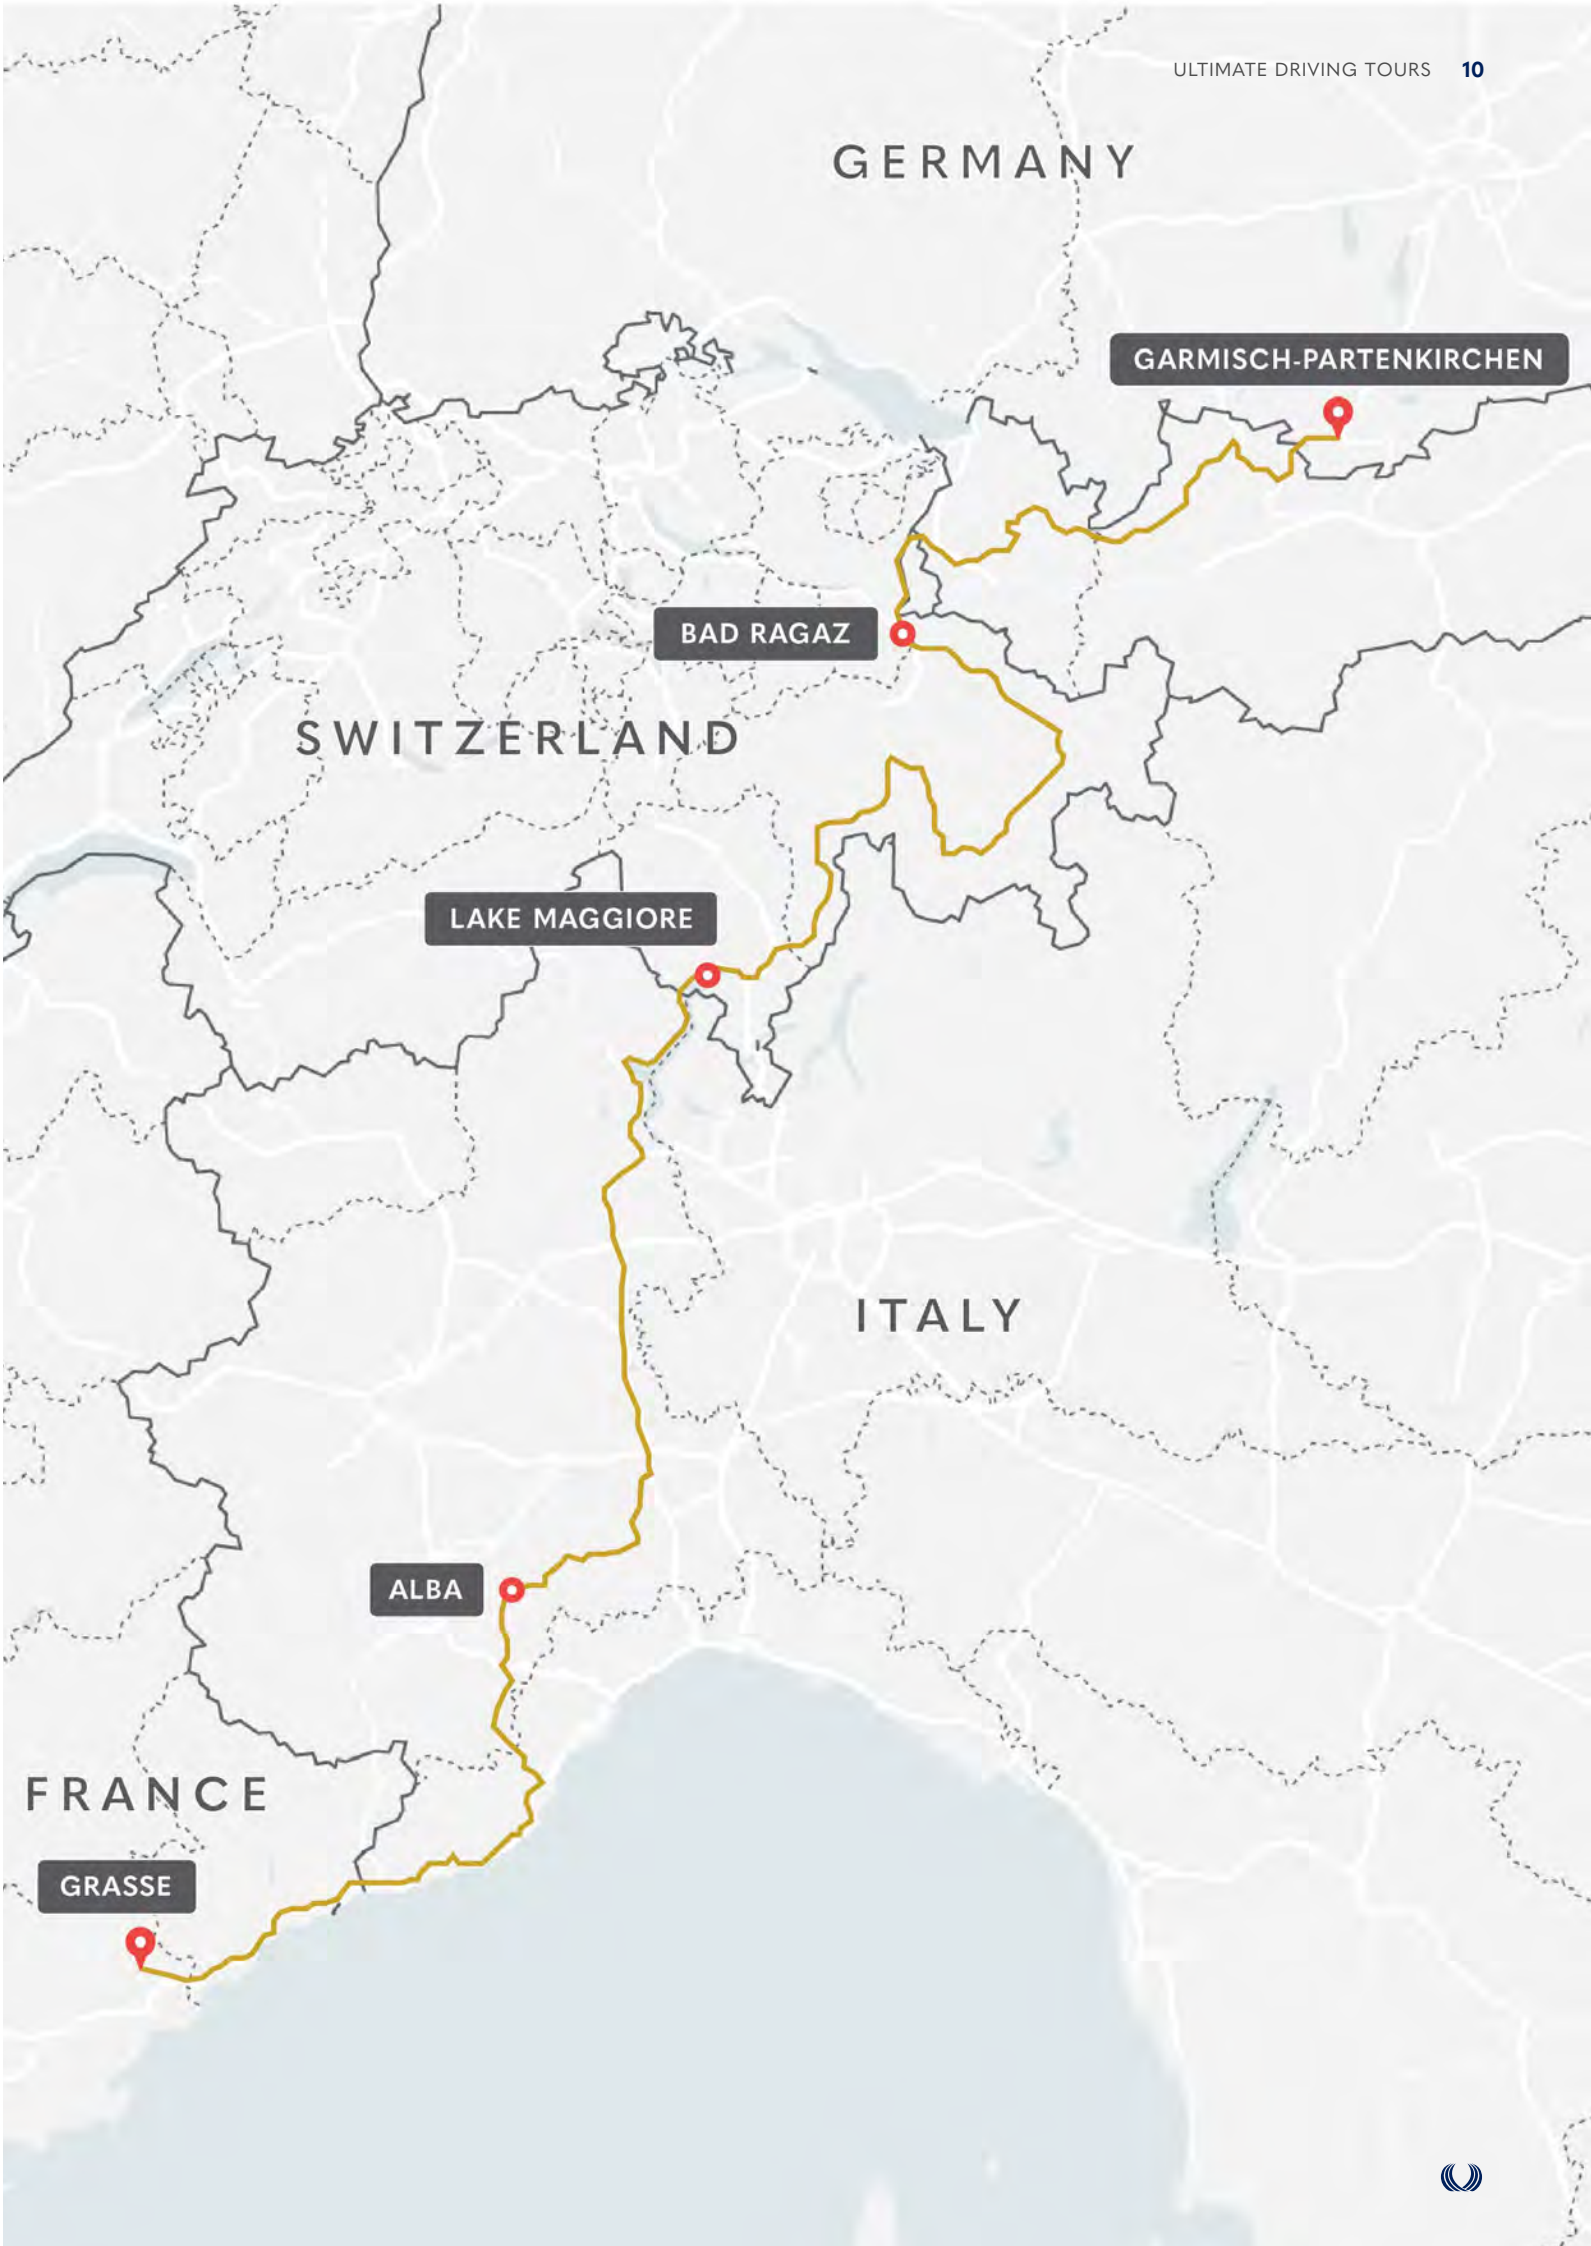 ULTIMATE DRIVING TOURS 10
GERMANY
GARMISCH-PARTENKIRCHEN
BAD RAGAZ
SWITZERLAND
LAKE MAGGIORE
ITALY
ALBA
FRANCE
GRASSE